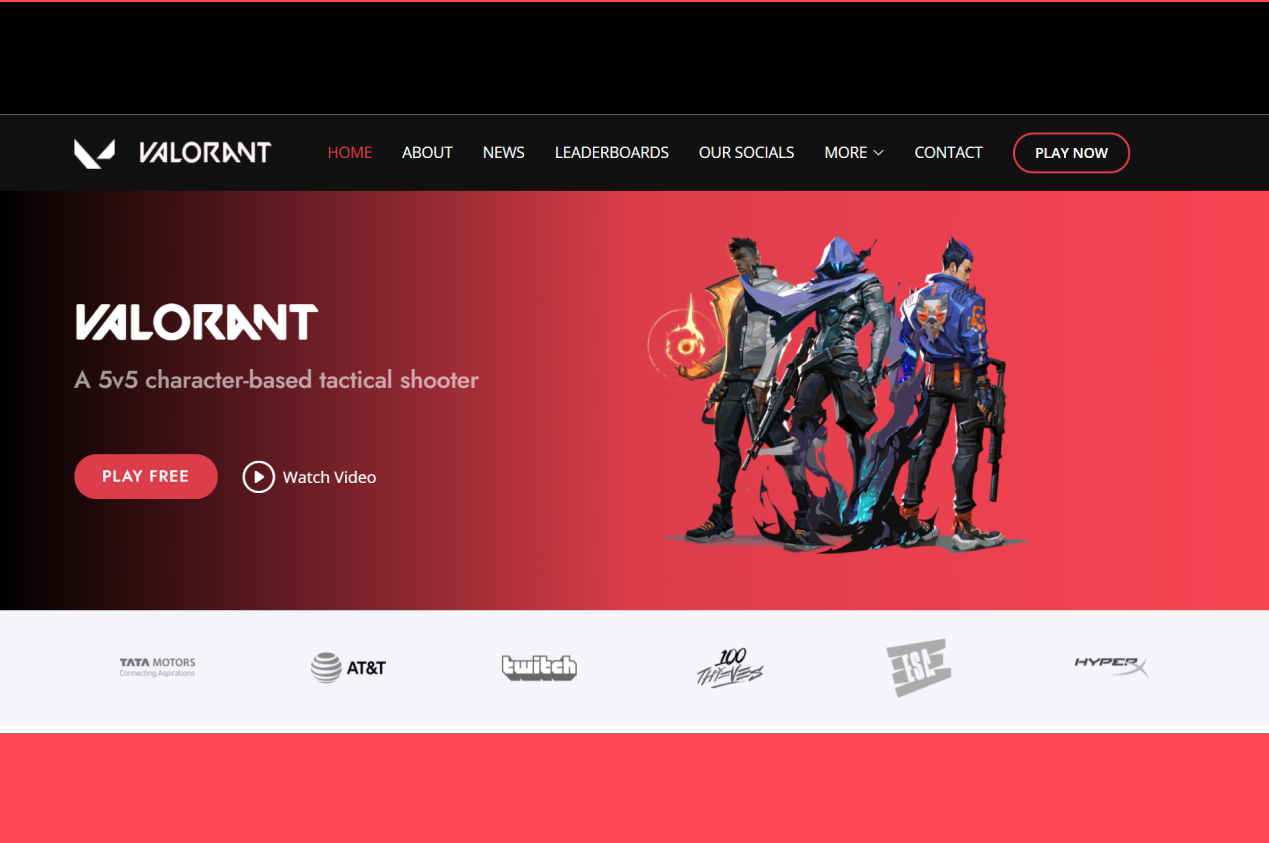 VALORANT HOME ABOUT NEWS LEADERBOARDS OUR SOCIALS MORE CONTACT PLAY NOW
VALORANT
A 5v5 character-based tactical shooter
PLAY FREE Watch Video
TATA MOTORS AT&T twitch 100 THIEVES ESA HYPERX
Connecting Aspirations